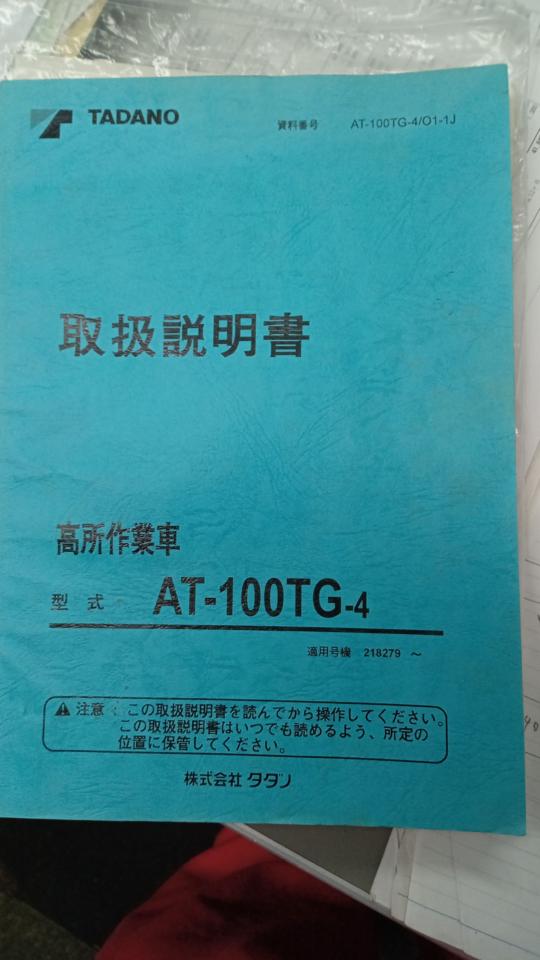 TADANO
資料番号 AT-100TG-4/O1-1J
取扱説明書
高所作業車
型式 AT-100TG-4
適用号機 218279 ~
注意 : この取扱説明書を読んでから操作してください。
この取扱説明書はいつでも読めるよう、所定の
位置に保管してください。
株式会社 タダノ